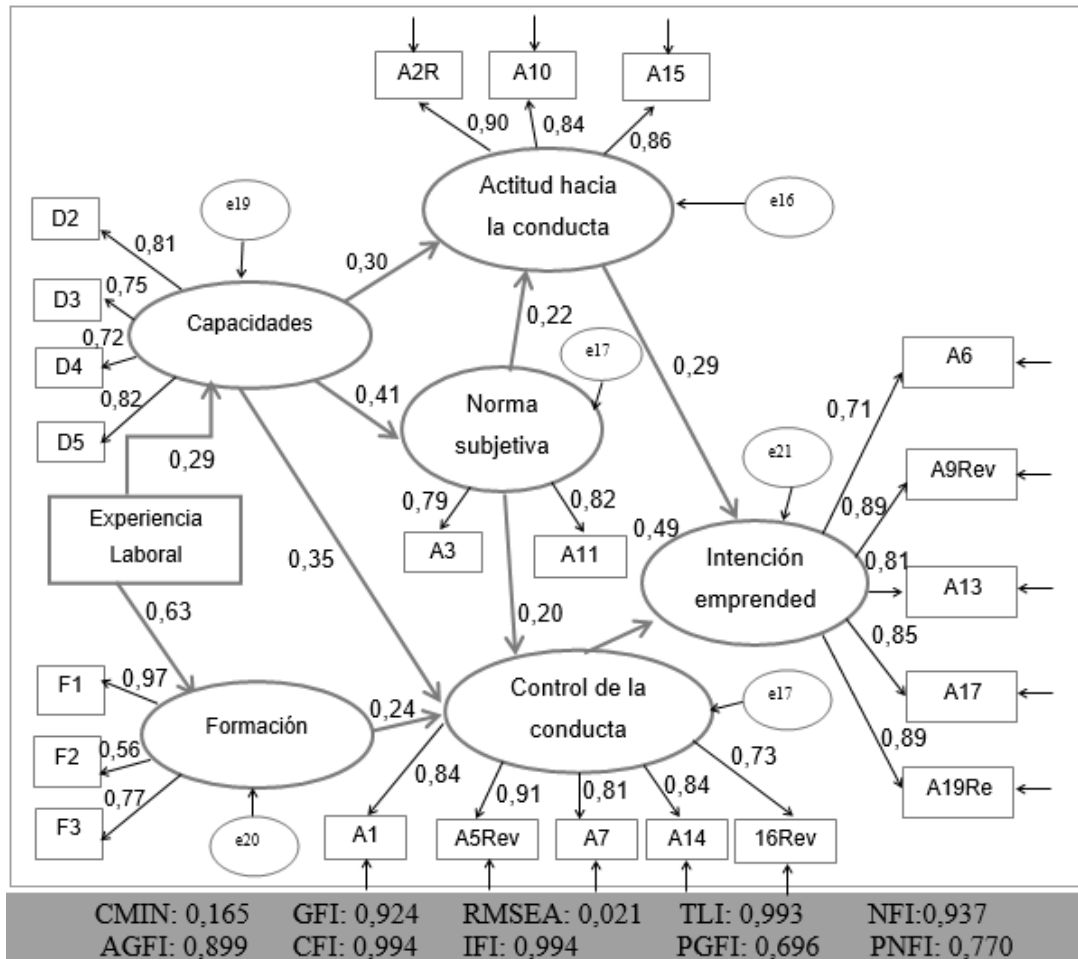 A2R
A10
A15
0,90
0,84
0,86
Actitud hacia
la conducta
e16
e19
D2
0,81
D3
0,75
D4
0,72
D5
0,82
Capacidades
0,30
0,22
e17
0,29
0,41
Norma
subjetiva
0,79
0,82
A3
A11
0,29
Experiencia
Laboral
0,35
0,63
0,20
0,49
e21
Intención
emprended
A6
0,71
A9Rev
0,89
A13
0,81
A17
0,85
A19Re
0,89
F1
0,97
F2
0,56
F3
0,77
Formación
0,24
e20
Control de la
conducta
e17
0,84
0,91
0,81
0,84
0,73
A1
A5Rev
A7
A14
16Rev
CMIN: 0,165 GFI: 0,924 RMSEA: 0,021 TLI: 0,993 NFI:0,937
AGFI: 0,899 CFI: 0,994 IFI: 0,994 PGFI: 0,696 PNFI: 0,770